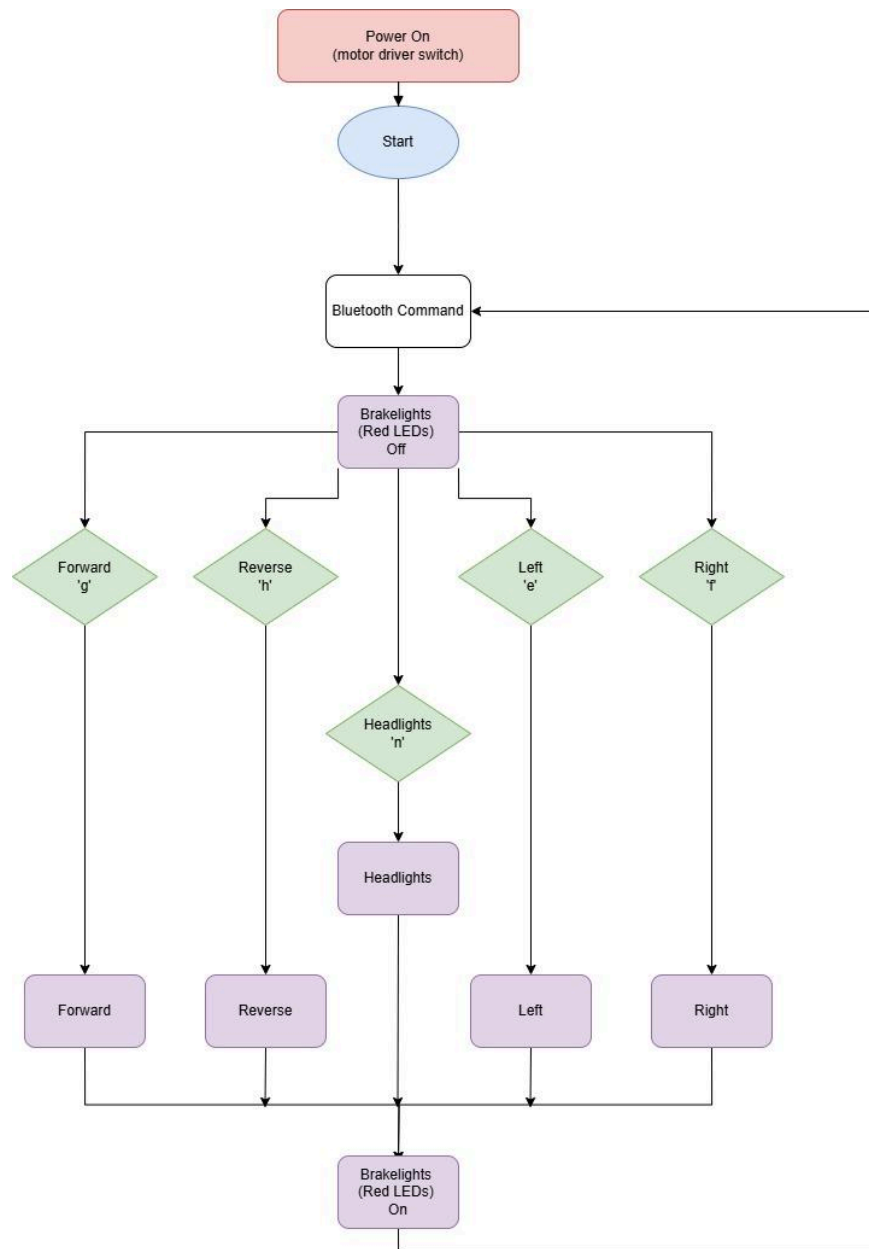 Power On
(motor driver switch)
Start
Bluetooth Command
Brakelights
(Red LEDs)
Off
Forward
'g'
Reverse
'h'
Left
'e'
Right
'f'
Headlights
'n'
Headlights
Forward
Reverse
Left
Right
Brakelights
(Red LEDs)
On